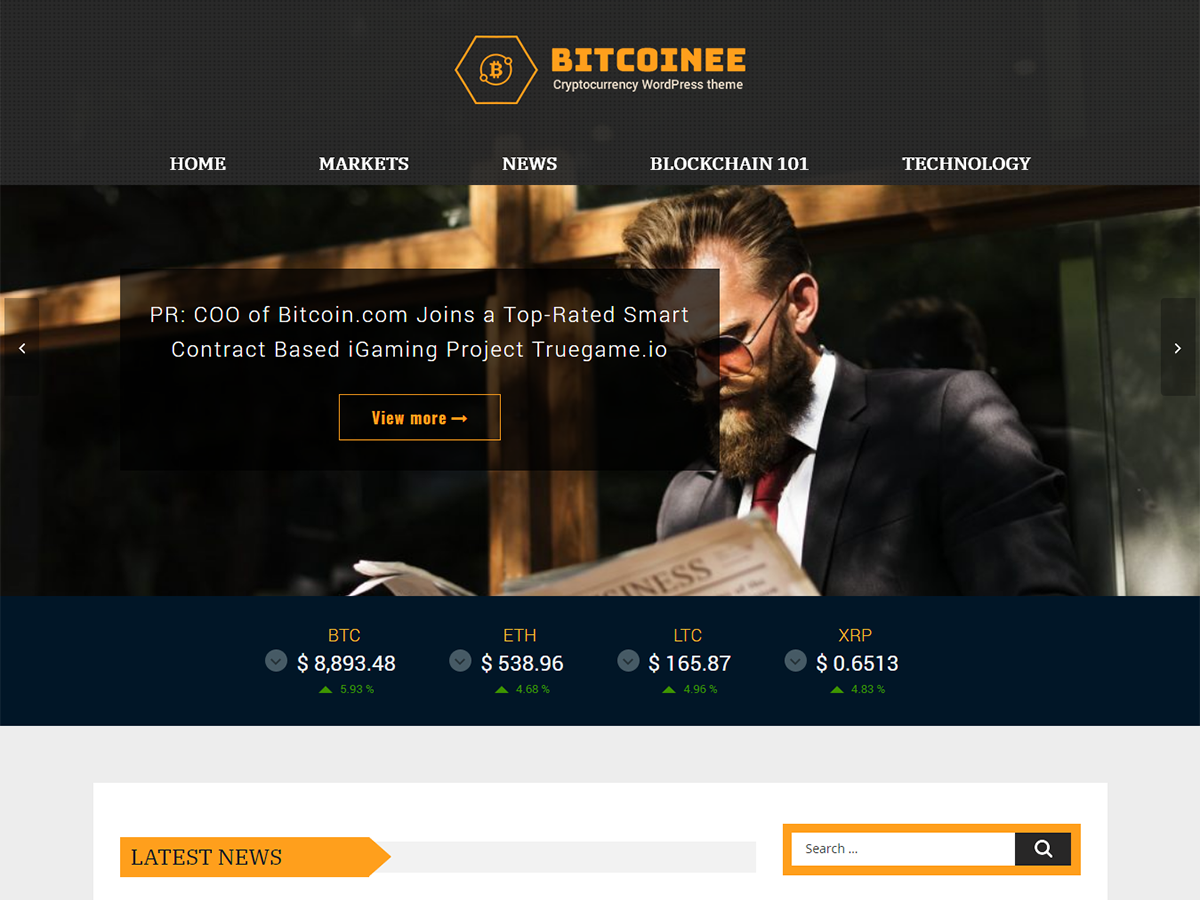 BITCOINEE
Cryptocurrency WordPress theme
HOME MARKETS NEWS BLOCKCHAIN 101 TECHNOLOGY
PR: COO of Bitcoin.com Joins a Top-Rated Smart
Contract Based iGaming Project Truegame.io
View more
BTC ETH LTC XRP
$ 8,893.48 $ 538.96 $ 165.87 $ 0.6513
5.93 % 4.68 % 4.96 % 4.83 %
LATEST NEWS
Search ...